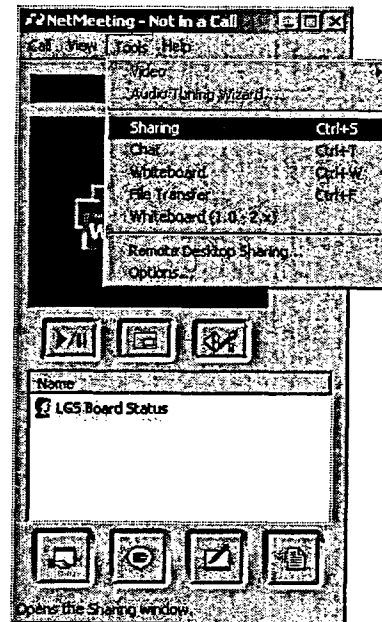 NetMeeting - Not in a Call
Call View Tools Help
Video
Audio Tuning Wizard...
Sharing Ctrl+S
Chat Ctrl+T
Whiteboard Ctrl+W
File Transfer Ctrl+F
Whiteboard (1.0 - 2.x)
Remote Desktop Sharing...
Options...
Name
LGS Board Status
Opens the Sharing window.